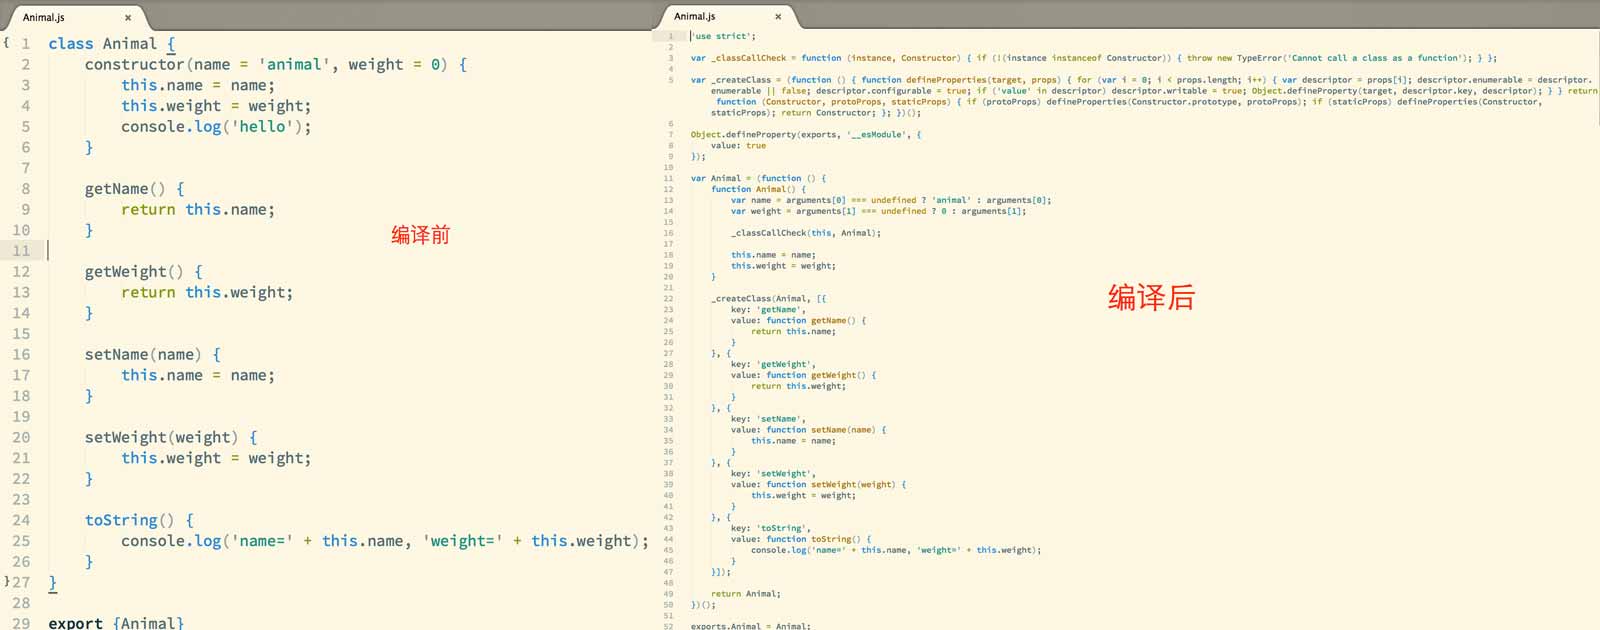 Animal.js ×
{ 1 class Animal {
2 constructor(name = 'animal', weight = 0) {
3 this.name = name;
4 this.weight = weight;
5 console.log('hello');
6 }
7
8 getName() {
9 return this.name;
10 }
11
12 getWeight() {
13 return this.weight;
14 }
15
16 setName(name) {
17 this.name = name;
18 }
19
20 setWeight(weight) {
21 this.weight = weight;
22 }
23
24 toString() {
25 console.log('name=' + this.name, 'weight=' + this.weight);
26 }
}27 }
28
29 export {Animal}
编译前
Animal.js ×
1 'use strict';
2
3 var _classCallCheck = function (instance, Constructor) { if (!(instance instanceof Constructor)) { throw new TypeError('Cannot call a class as a function'); } };
4
5 var _createClass = (function () { function defineProperties(target, props) { for (var i = 0; i < props.length; i++) { var descriptor = props[i]; descriptor.enumerable = descriptor.
enumerable || false; descriptor.configurable = true; if ('value' in descriptor) descriptor.writable = true; Object.defineProperty(target, descriptor.key, descriptor); } } return
function (Constructor, protoProps, staticProps) { if (protoProps) defineProperties(Constructor.prototype, protoProps); if (staticProps) defineProperties(Constructor,
staticProps); return Constructor; }; })();
6
7 Object.defineProperty(exports, '__esModule', {
8 value: true
9 });
10
11 var Animal = (function () {
12 function Animal() {
13 var name = arguments[0] === undefined ? 'animal' : arguments[0];
14 var weight = arguments[1] === undefined ? 0 : arguments[1];
15
16 _classCallCheck(this, Animal);
17
18 this.name = name;
19 this.weight = weight;
20 }
21
22 _createClass(Animal, [{
23 key: 'getName',
24 value: function getName() {
25 return this.name;
26 }
27 }, {
28 key: 'getWeight',
29 value: function getWeight() {
30 return this.weight;
31 }
32 }, {
33 key: 'setName',
34 value: function setName(name) {
35 this.name = name;
36 }
37 }, {
38 key: 'setWeight',
39 value: function setWeight(weight) {
40 this.weight = weight;
41 }
42 }, {
43 key: 'toString',
44 value: function toString() {
45 console.log('name=' + this.name, 'weight=' + this.weight);
46 }
47 }]);
48
49 return Animal;
50 })();
51
52 exports.Animal = Animal;
编译后